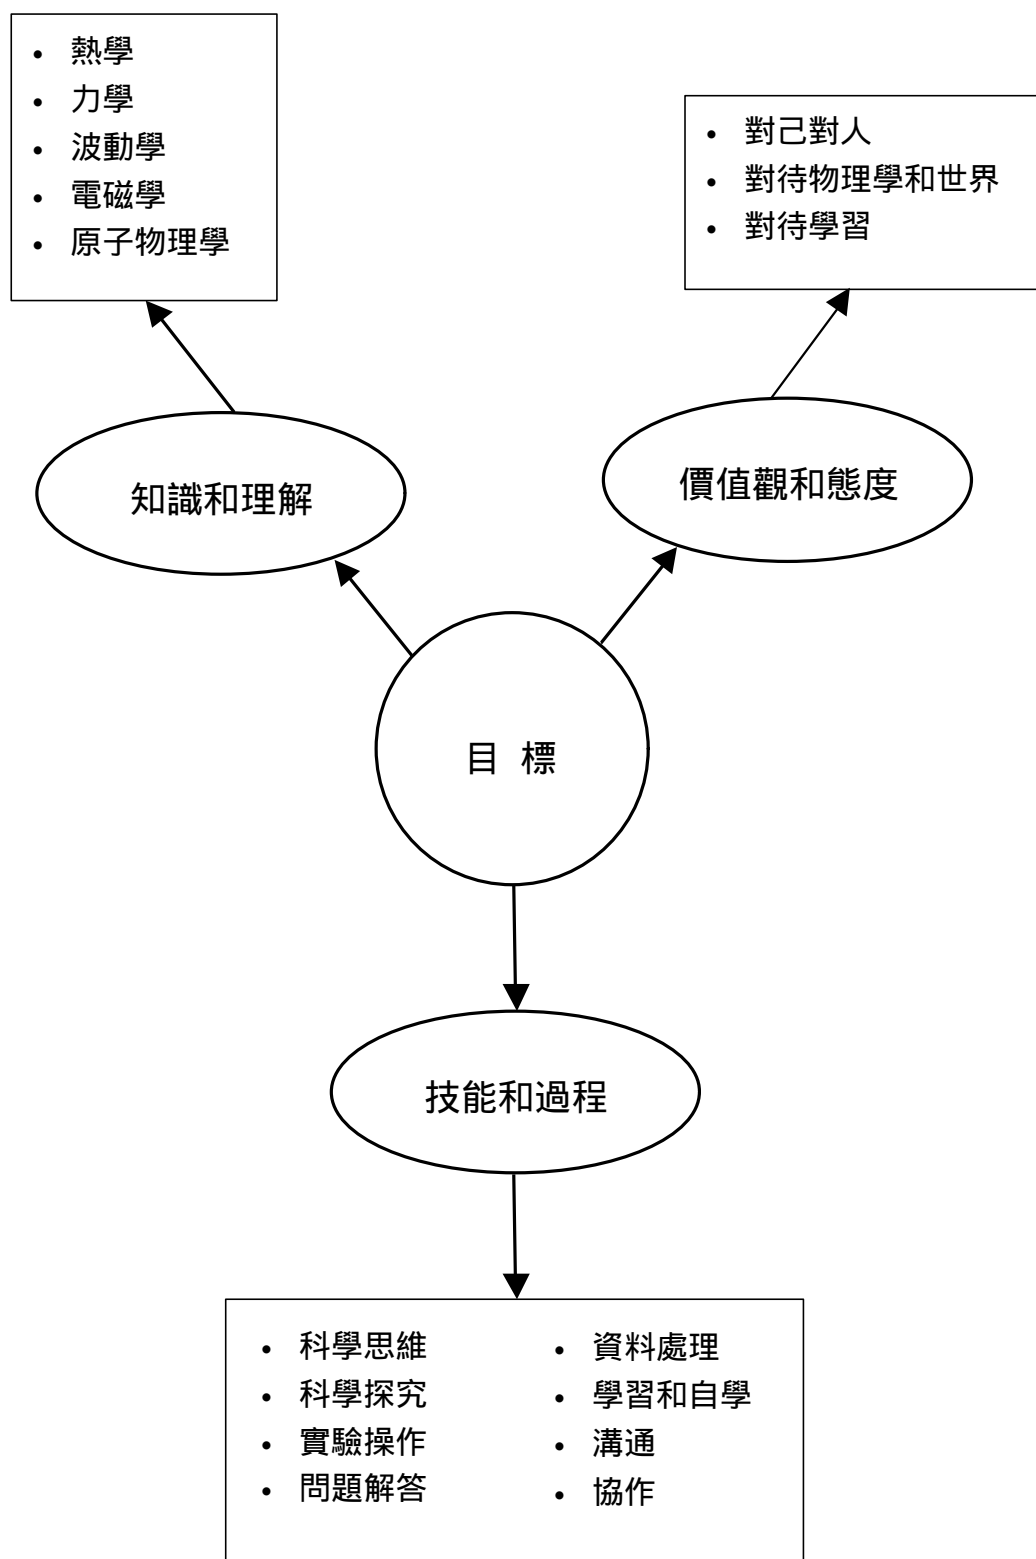 • 熱學
• 力學
• 波動學
• 電磁學
• 原子物理學
• 對己對人
• 對待物理學和世界
• 對待學習
知識和理解
價值觀和態度
目 標
技能和過程
• 科學思維
• 科學探究
• 實驗操作
• 問題解答
• 資料處理
• 學習和自學
• 溝通
• 協作